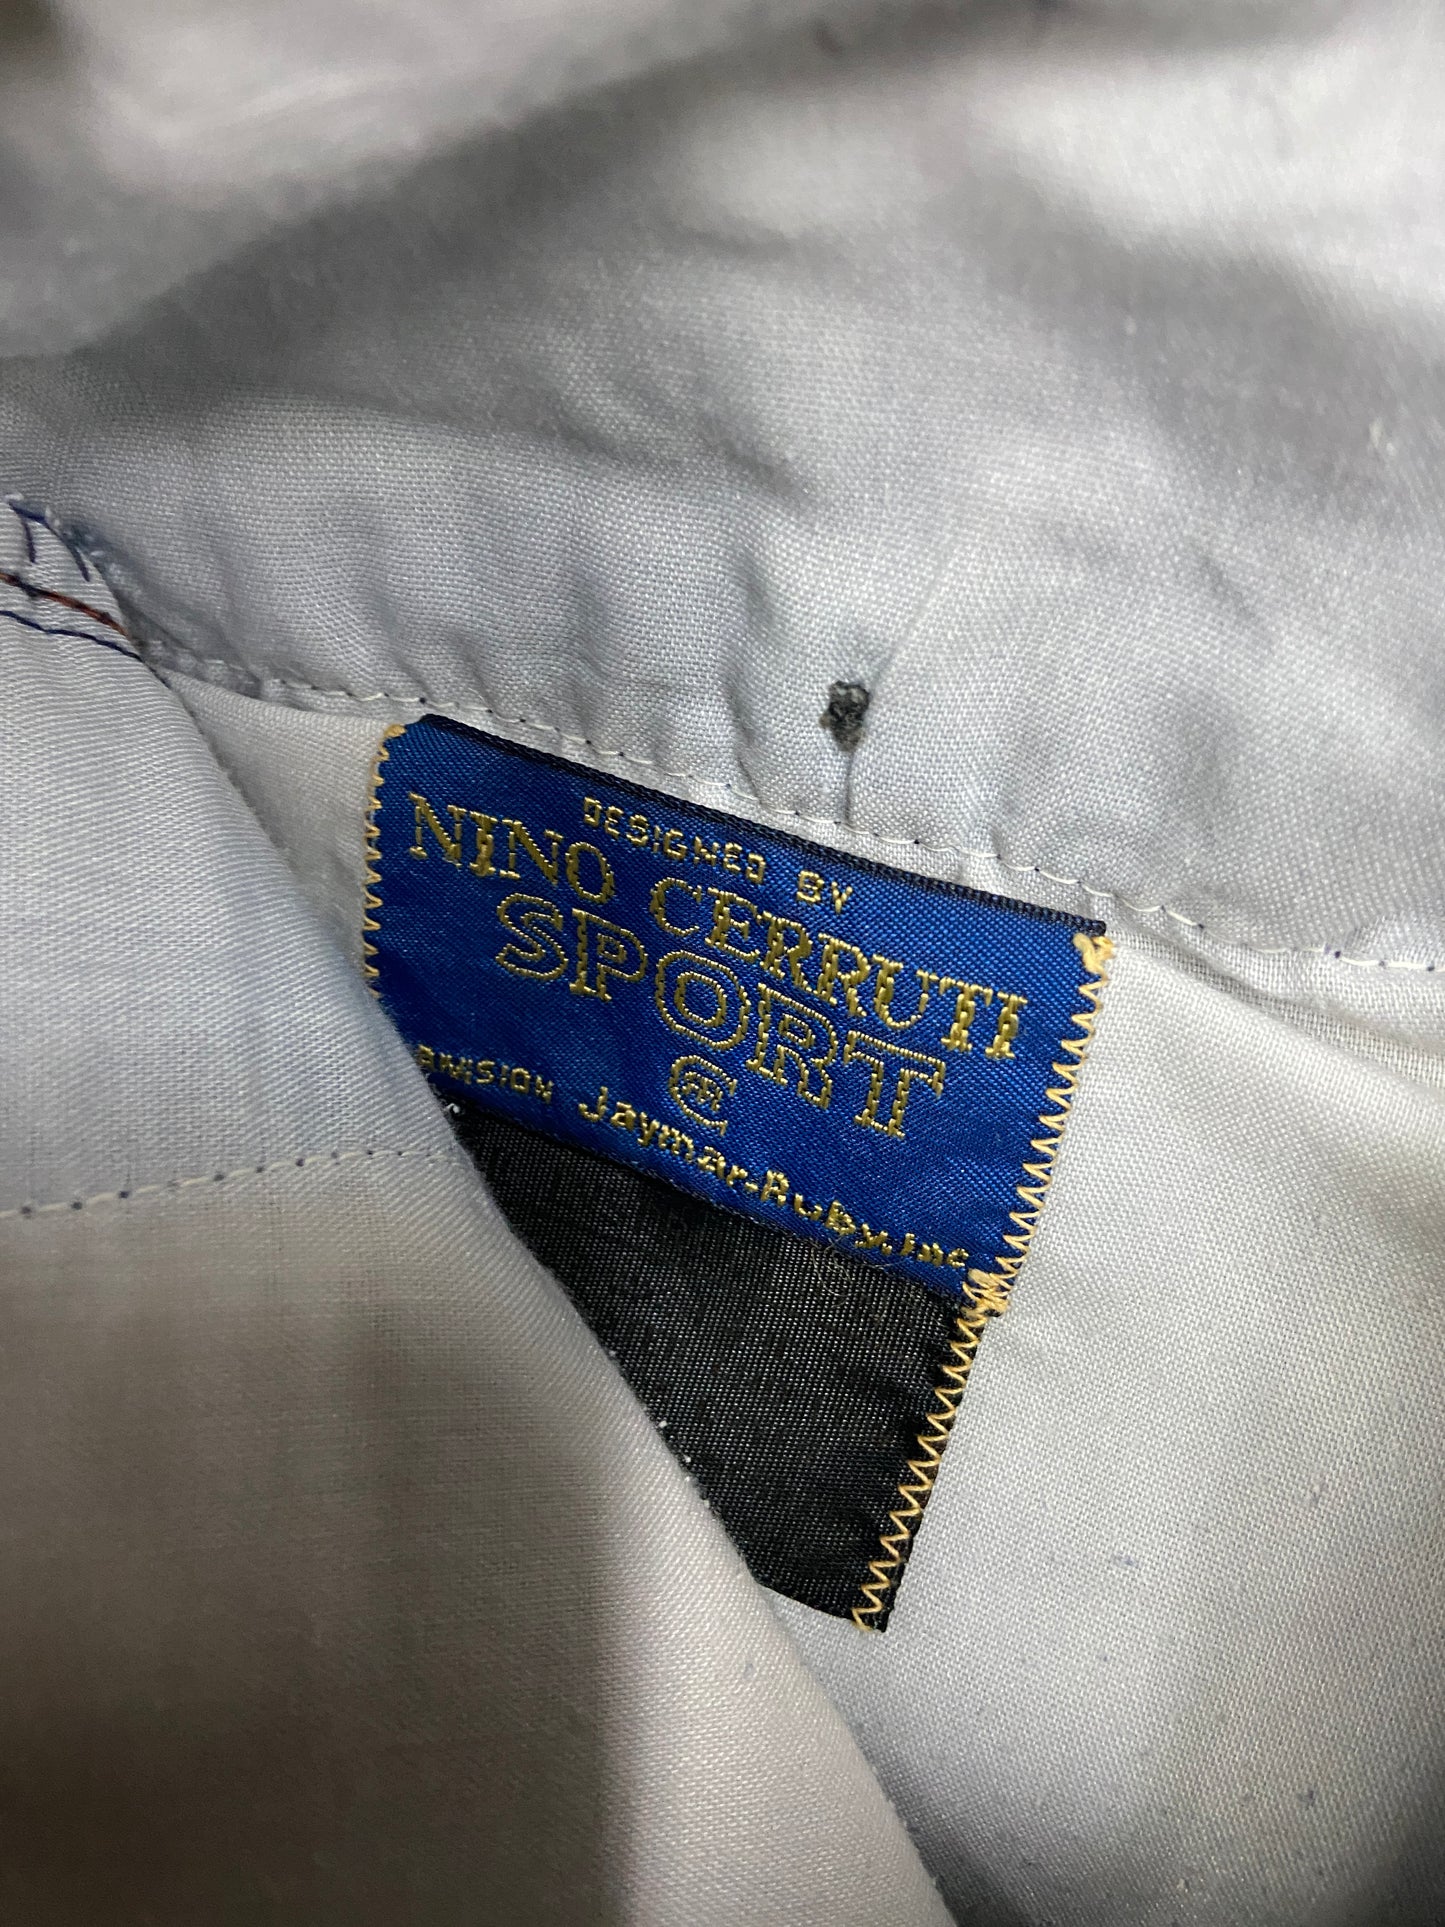 DESIGNED BY
NINO CERRUTI
SPORT
DIVISION Jaymar-Ruby, Inc